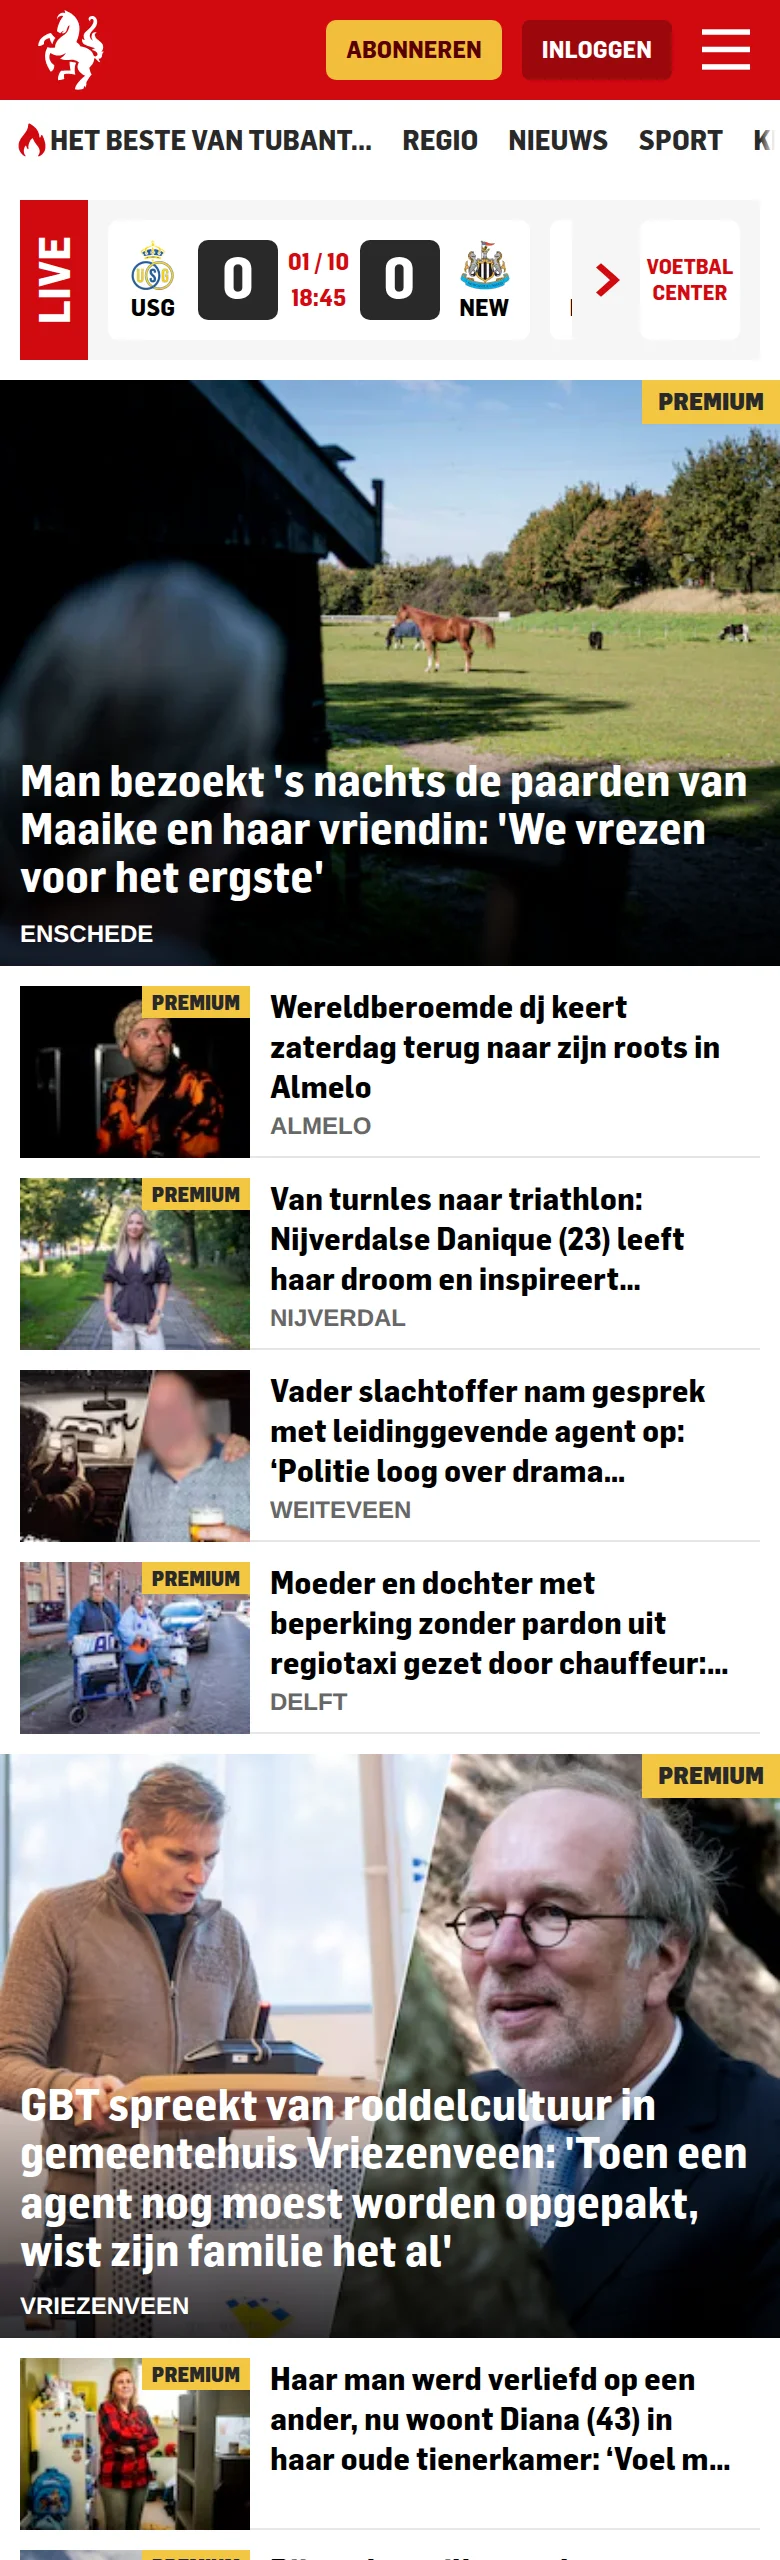 ABONNEREN
INLOGGEN
HET BESTE VAN TUBANT...
REGIO
NIEUWS
SPORT
LIVE
USG
0
01 / 10
18:45
0
NEW
VOETBAL
CENTER
PREMIUM
Man bezoekt 's nachts de paarden van
Maaike en haar vriendin: 'We vrezen
voor het ergste'
ENSCHEDE
PREMIUM
Wereldberoemde dj keert
zaterdag terug naar zijn roots in
Almelo
ALMELO
PREMIUM
Van turnles naar triathlon:
Nijverdalse Danique (23) leeft
haar droom en inspireert...
NIJVERDAL
Vader slachtoffer nam gesprek
met leidinggevende agent op:
‘Politie loog over drama...
WEITEVEEN
PREMIUM
Moeder en dochter met
beperking zonder pardon uit
regiotaxi gezet door chauffeur:...
DELFT
PREMIUM
GBT spreekt van roddelcultuur in
gemeentehuis Vriezenveen: 'Toen een
agent nog moest worden opgepakt,
wist zijn familie het al'
VRIEZENVEEN
PREMIUM
Haar man werd verliefd op een
ander, nu woont Diana (43) in
haar oude tienerkamer: ‘Voel m...